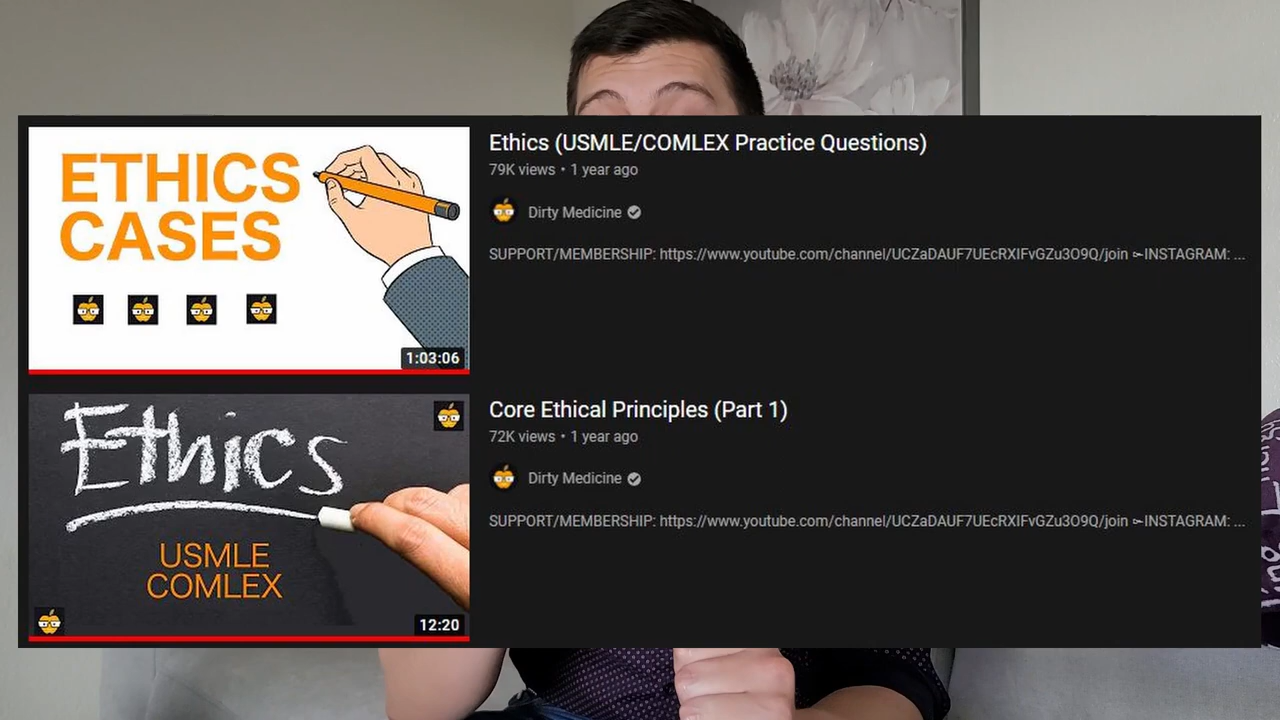 ETHICS
CASES
1:03:06
Ethics (USMLE/COMLEX Practice Questions)
79K views • 1 year ago
Dirty Medicine
SUPPORT/MEMBERSHIP: https://www.youtube.com/channel/UCZaDAUF7UEcRXIFvGZu3O9Q/join ➣INSTAGRAM: ...
Ethics
USMLE
COMLEX
12:20
Core Ethical Principles (Part 1)
72K views • 1 year ago
Dirty Medicine
SUPPORT/MEMBERSHIP: https://www.youtube.com/channel/UCZaDAUF7UEcRXIFvGZu3O9Q/join ➣INSTAGRAM: ...